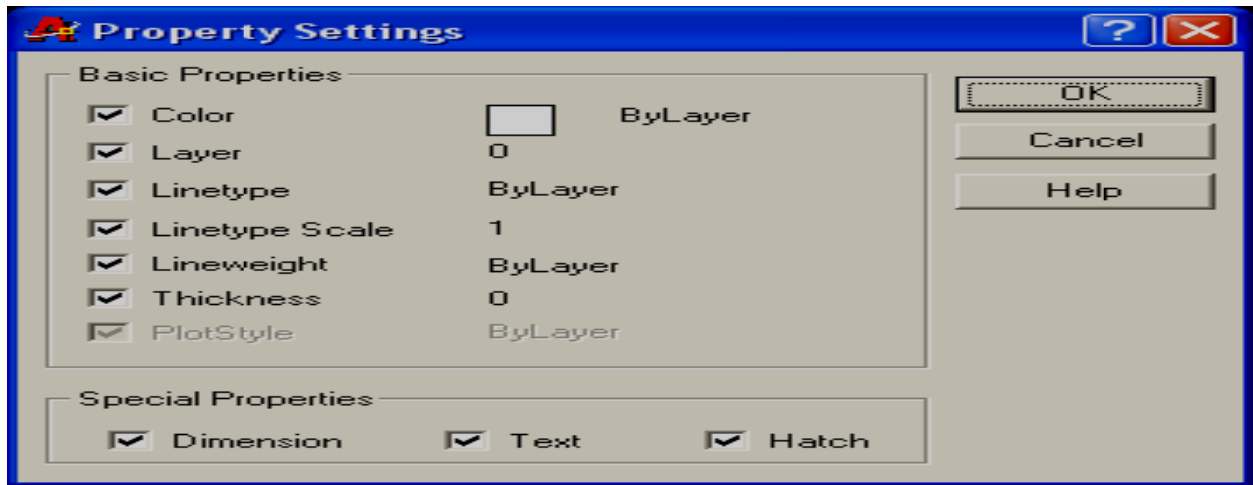 Property Settings
?
Basic Properties
Color ByLayer
Layer 0
Linetype ByLayer
Linetype Scale 1
Lineweight ByLayer
Thickness 0
PlotStyle ByLayer
Special Properties
Dimension Text Hatch
OK
Cancel
Help